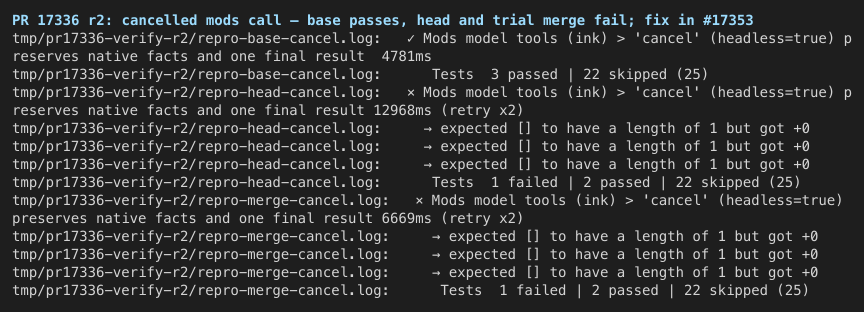 PR 17336 r2: cancelled mods call — base passes, head and trial merge fail; fix in #17353
tmp/pr17336-verify-r2/repro-base-cancel.log:   ✓ Mods model tools (ink) > 'cancel' (headless=true) p
reserves native facts and one final result  4781ms
tmp/pr17336-verify-r2/repro-base-cancel.log:      Tests  3 passed | 22 skipped (25)
tmp/pr17336-verify-r2/repro-head-cancel.log:   × Mods model tools (ink) > 'cancel' (headless=true) p
reserves native facts and one final result 12968ms (retry x2)
tmp/pr17336-verify-r2/repro-head-cancel.log:     → expected [] to have a length of 1 but got +0
tmp/pr17336-verify-r2/repro-head-cancel.log:     → expected [] to have a length of 1 but got +0
tmp/pr17336-verify-r2/repro-head-cancel.log:     → expected [] to have a length of 1 but got +0
tmp/pr17336-verify-r2/repro-head-cancel.log:      Tests  1 failed | 2 passed | 22 skipped (25)
tmp/pr17336-verify-r2/repro-merge-cancel.log:   × Mods model tools (ink) > 'cancel' (headless=true)
preserves native facts and one final result 6669ms (retry x2)
tmp/pr17336-verify-r2/repro-merge-cancel.log:     → expected [] to have a length of 1 but got +0
tmp/pr17336-verify-r2/repro-merge-cancel.log:     → expected [] to have a length of 1 but got +0
tmp/pr17336-verify-r2/repro-merge-cancel.log:     → expected [] to have a length of 1 but got +0
tmp/pr17336-verify-r2/repro-merge-cancel.log:      Tests  1 failed | 2 passed | 22 skipped (25)